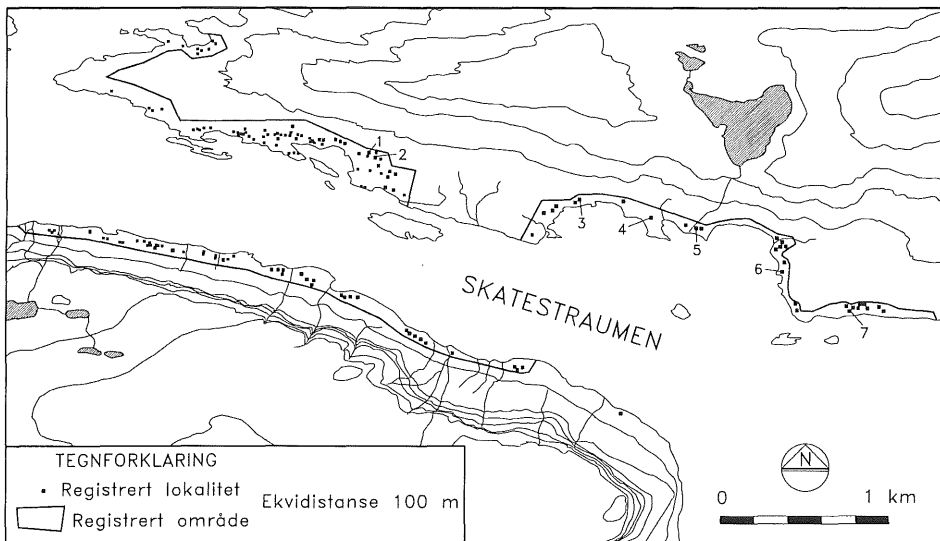 1
2
3
4
5
6
7
SKATESTRAUMEN
TEGNFORKLARING
Registrert lokalitet
Registrert område
Ekvidistanse 100 m
N
0 1 km